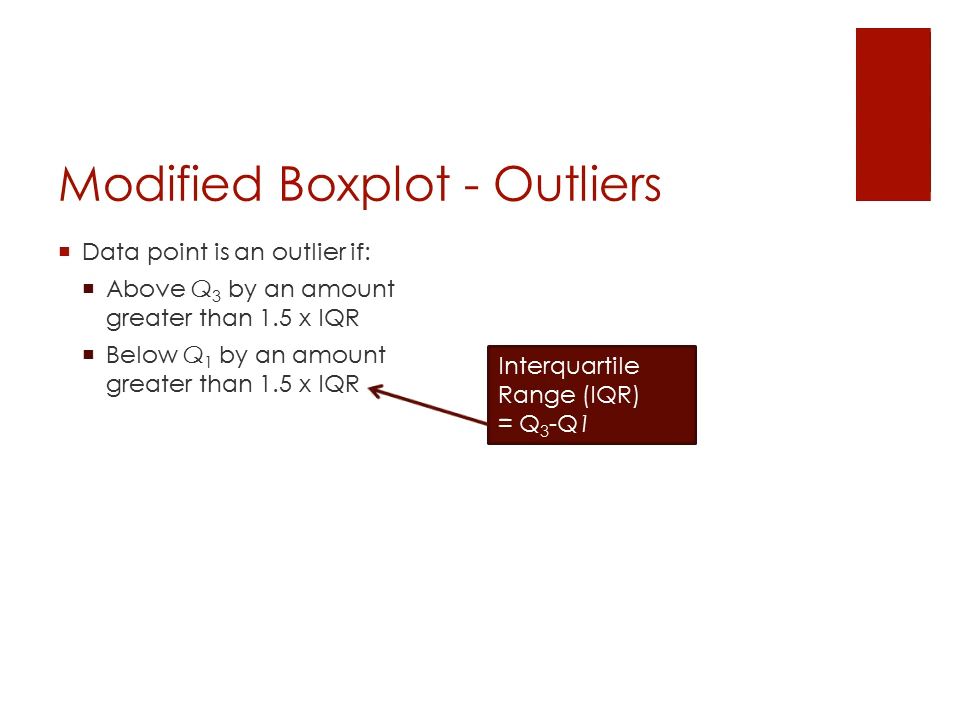 Modified Boxplot - Outliers
■ Data point is an outlier if:
■ Above Q₃ by an amount
greater than 1.5 x IQR
■ Below Q₁ by an amount
greater than 1.5 x IQR
Interquartile
Range (IQR)
= Q₃-Q1